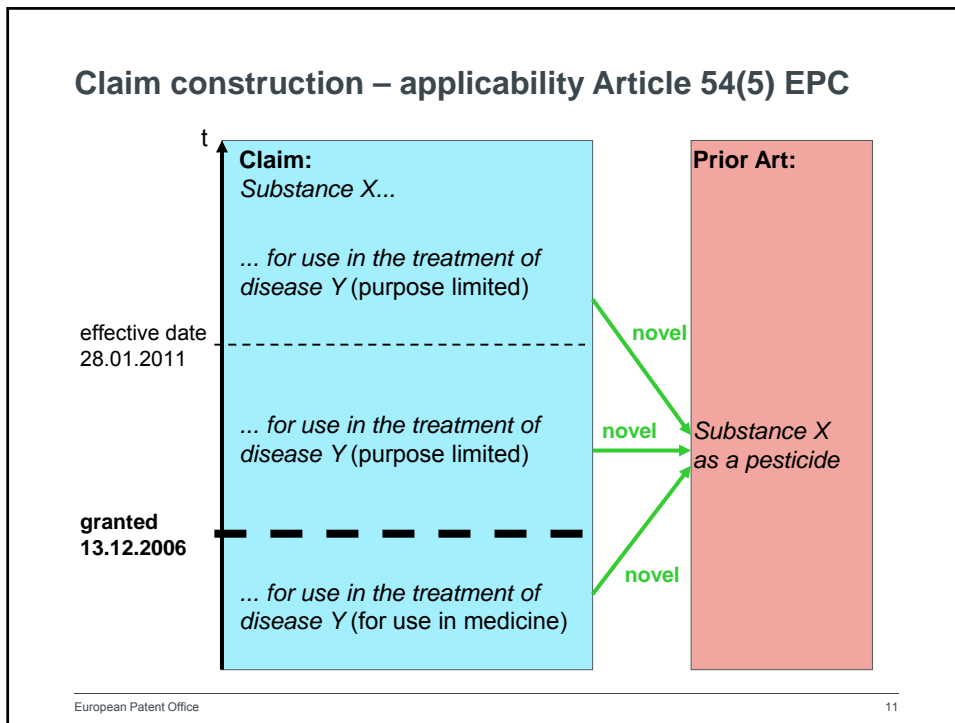 Claim construction – applicability Article 54(5) EPC
t
Claim:
Substance X...
... for use in the treatment of
disease Y (purpose limited)
effective date
28.01.2011
... for use in the treatment of
disease Y (purpose limited)
granted
13.12.2006
... for use in the treatment of
disease Y (for use in medicine)
novel
novel
novel
Prior Art:
Substance X
as a pesticide
European Patent Office
11